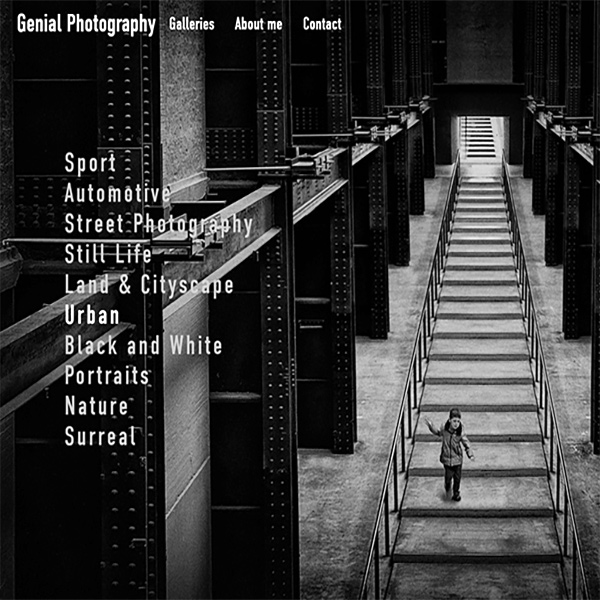 Genial Photography Galleries About me Contact
Sport
Automotive
Street Photography
Still Life
Land & Cityscape
Urban
Black and White
Portraits
Nature
Surreal